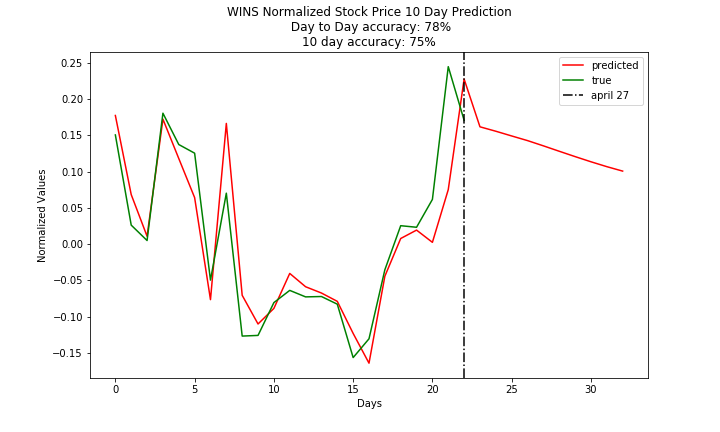 WINS Normalized Stock Price 10 Day Prediction
Day to Day accuracy: 78%
10 day accuracy: 75%
predicted
true
april 27
Normalized Values
0.25
0.20
0.15
0.10
0.05
0.00
−0.05
−0.10
−0.15
0 5 10 15 20 25 30
Days